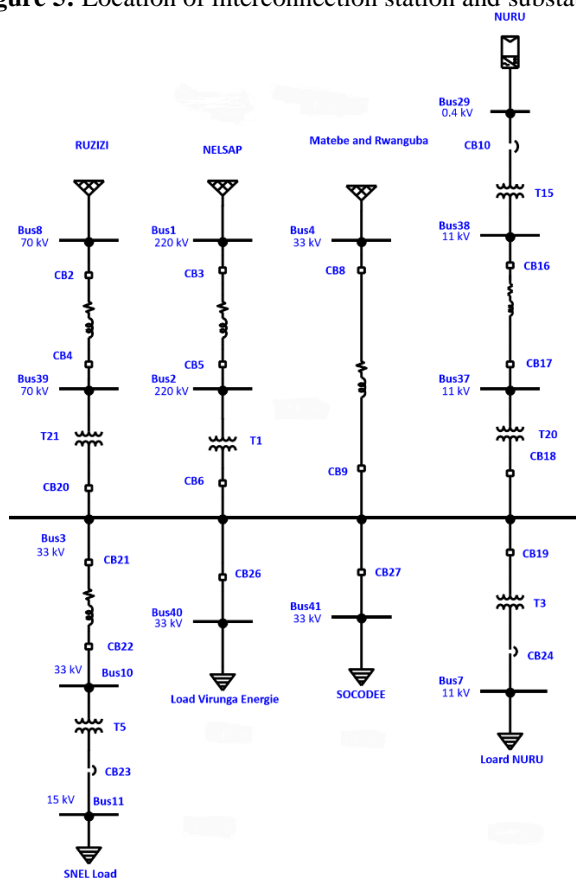 gure 3: Location of interconnection station and substa
NURU
Bus29
0.4 kV
CB10
T15
Bus38
11 kV
CB16
CB17
Bus37
11 kV
T20
CB18
RUZIZI
Bus8
70 kV
CB2
CB4
Bus39
70 kV
T21
CB20
NELSAP
Bus1
220 kV
CB3
CB5
Bus2
220 kV
T1
CB6
Matebe and Rwanguba
Bus4
33 kV
CB8
CB9
Bus3
33 kV
CB21
CB22
33 kV Bus10
T5
CB23
15 kV Bus11
SNEL Load
CB26
Bus40
33 kV
Load Virunga Energie
CB27
Bus41
33 kV
SOCODEE
CB19
T3
CB24
Bus7
11 kV
Loard NURU